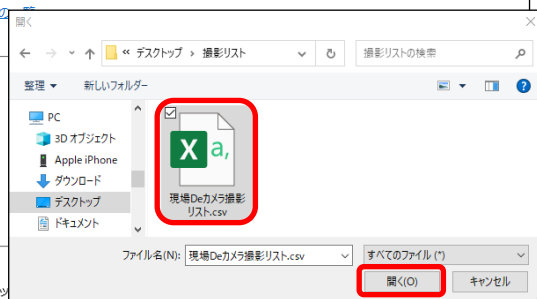 開く
« デスクトップ › 撮影リスト
撮影リストの検索
整理
新しいフォルダー
PC
3D オブジェクト
Apple iPhone
ダウンロード
デスクトップ
ドキュメント
X a,
現場Deカメラ撮影
リスト.csv
ファイル名(N):
現場Deカメラ撮影リスト.csv
すべてのファイル (*)
開く(O)
キャンセル